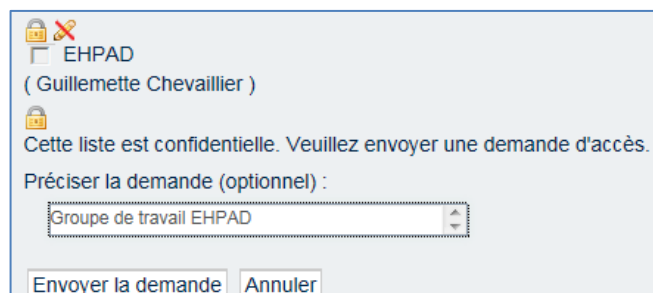 EHPAD
( Guillemette Chevaillier )
Cette liste est confidentielle. Veuillez envoyer une demande d'accès.
Préciser la demande (optionnel) :
Groupe de travail EHPAD
Envoyer la demande Annuler